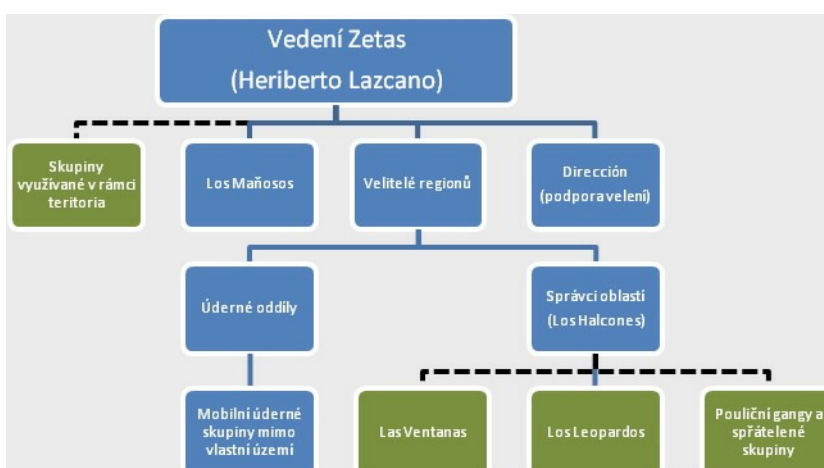 Vedení Zetas
(Heriberto Lazcano)
Skupiny
využívané v rámci
teritoria
Los Maňosos
Velitelé regionů
Dirección
(podpora velení)
Úderné oddíly
Správci oblastí
(Los Halcones)
Mobilní úderné
skupiny mimo
vlastní území
Las Ventanas
Los Leopardos
Pouliční gangy a
spřátelené
skupiny